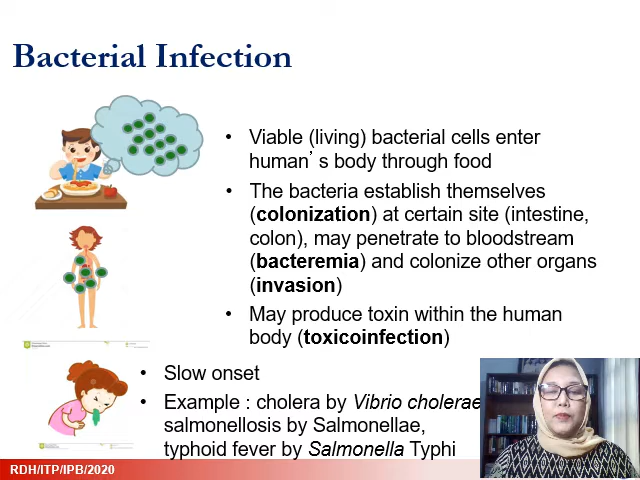 Bacterial Infection
• Viable (living) bacterial cells enter
human’ s body through food
• The bacteria establish themselves
(colonization) at certain site (intestine,
colon), may penetrate to bloodstream
(bacteremia) and colonize other organs
(invasion)
• May produce toxin within the human
body (toxicoinfection)
• Slow onset
• Example : cholera by Vibrio cholerae
salmonellosis by Salmonellae,
typhoid fever by Salmonella Typhi
RDH/ITP/IPB/2020